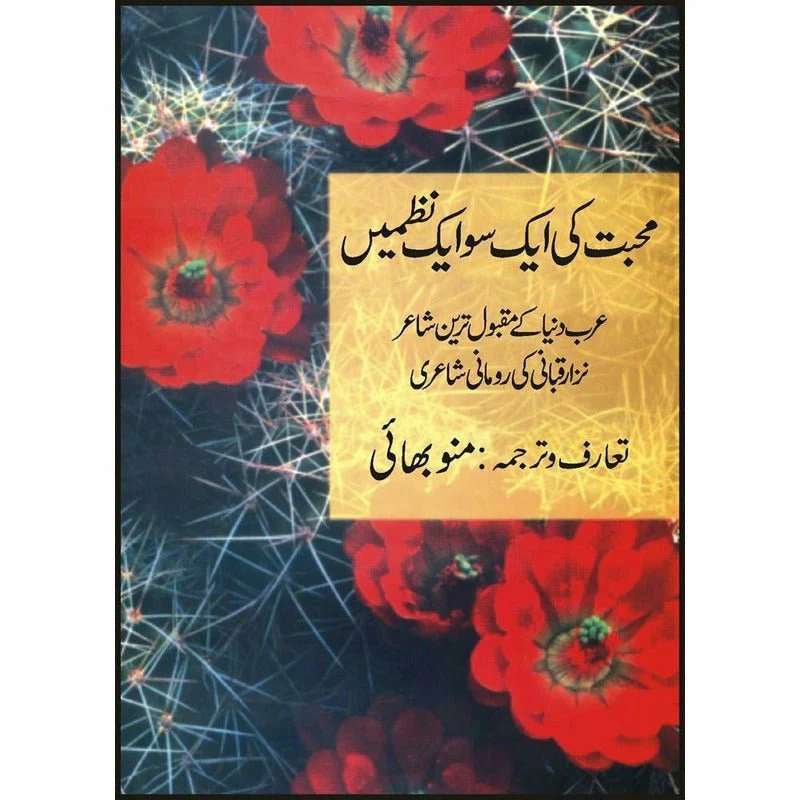 محبت کی ایک سو ایک نظمیں
عرب دنیا کے مقبول ترین شاعر
نزار قبانی کی رومانی شاعری
تعارف و ترجمہ : منو بھائی